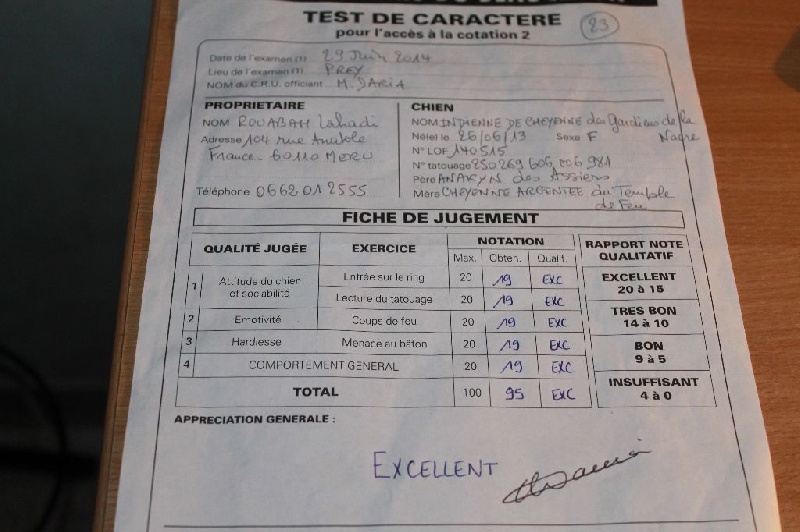 TEST DE CARACTERE
23
pour l'accès à la cotation 2
Date de l'examen (1) 29 Juin 2014
Lieu de l'examen (1) PREY
NOM du C.R.U. officiant M. DARIA
PROPRIETAIRE
NOM ROUABAH Lahadi
Adresse 104 rue Anatole
France - 60110 MERU
Téléphone 0662012555
CHIEN
NOM INDIENNE DE CHEYENNE des Gardiens de la Nacre
Né(e) le 26/06/13 Sexe F
N° LOF 140515
N° tatouage 250 269 606 006 981
Père ANAKYN des Assiers
Mère CHEYENNE ARGENTEE du Temple
de Feu
FICHE DE JUGEMENT
QUALITÉ JUGÉE EXERCICE NOTATION RAPPORT NOTE QUALITATIF
Max. Obten. Qualif.
1 Attitude du chien et sociabilité Entrée sur le ring 20 19 EXC
Lecture du tatouage 20 19 EXC
2 Emotivité Coups de feu 20 19 EXC
3 Hardiesse Menace au bâton 20 19 EXC
4 COMPORTEMENT GENERAL 20 19 EXC
TOTAL 100 95 EXC
EXCELLENT
20 à 15
TRES BON
14 à 10
BON
9 à 5
INSUFFISANT
4 à 0
APPRECIATION GENERALE :
EXCELLENT